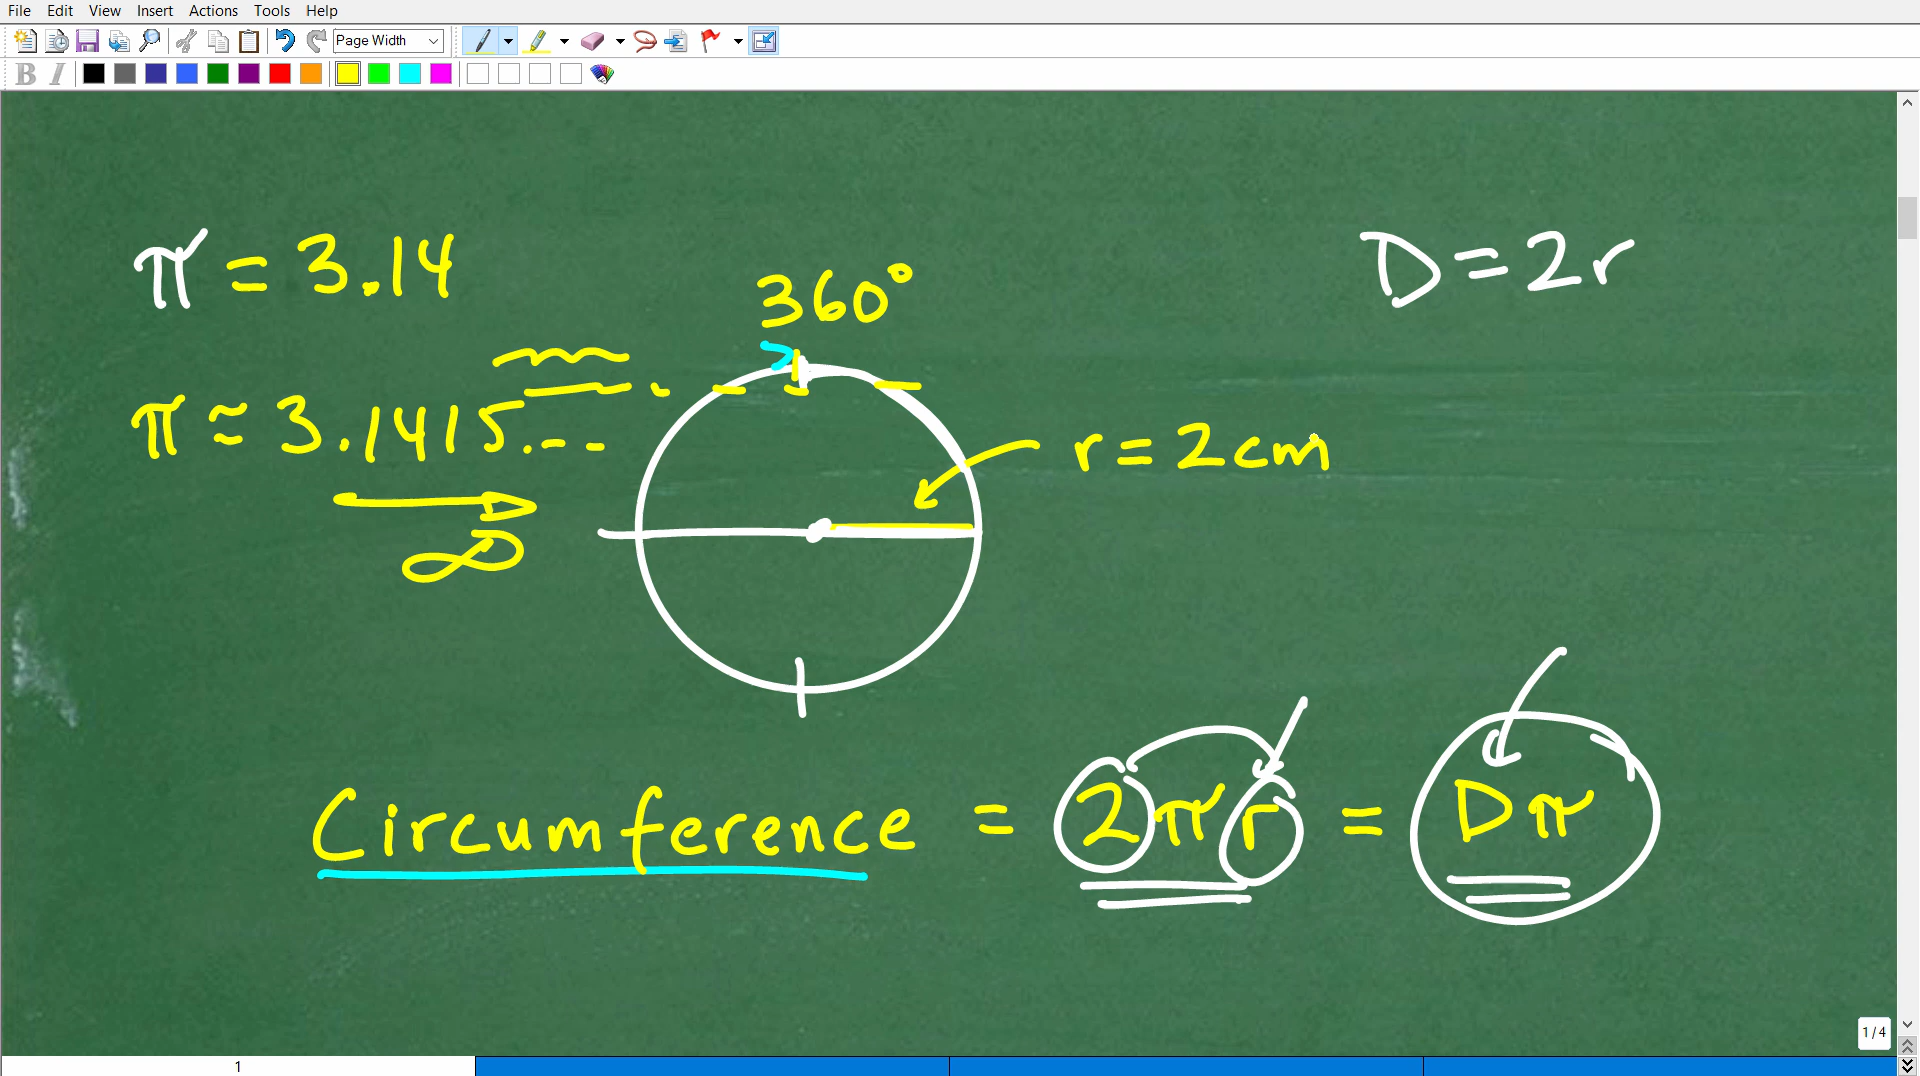 File Edit View Insert Actions Tools Help
Page Width
B I
π = 3.14
D = 2r
360°
π ≈ 3.1415...
r = 2cm
∞
Circumference = 2πr = Dπ
1 / 4
1